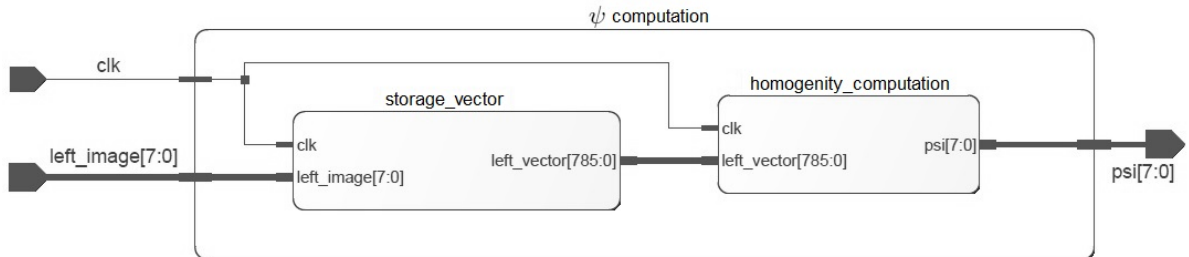 ψ computation
clk
storage_vector
homogenity_computation
clk
clk
left_image[7:0]
left_vector[785:0]
left_vector[785:0]
psi[7:0]
left_image[7:0]
psi[7:0]